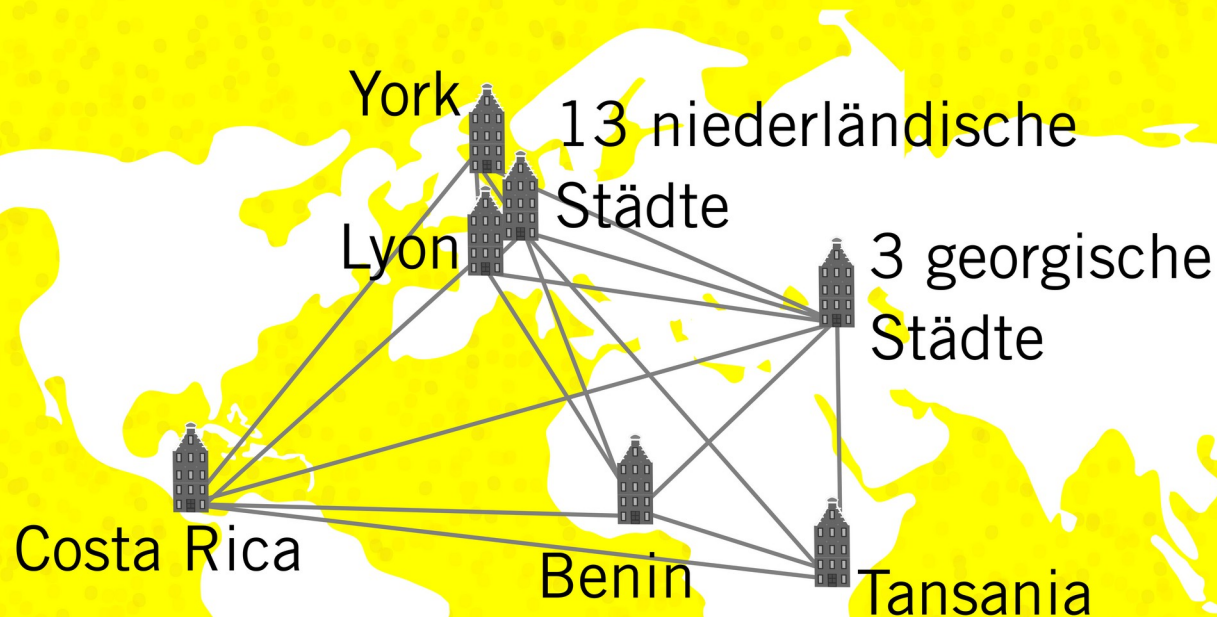 York
13 niederländische
Städte
Lyon
3 georgische
Städte
Costa Rica
Benin
Tansania